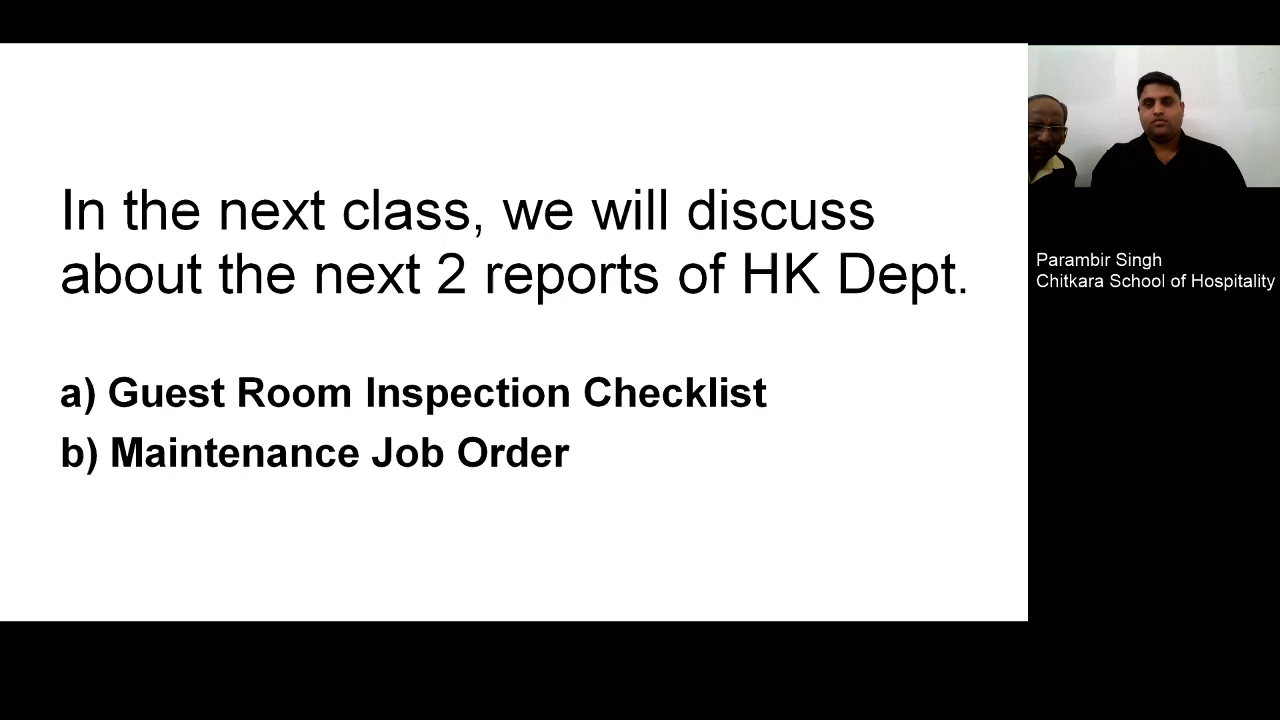 In the next class, we will discuss
about the next 2 reports of HK Dept.
a) Guest Room Inspection Checklist
b) Maintenance Job Order
Parambir Singh
Chitkara School of Hospitality